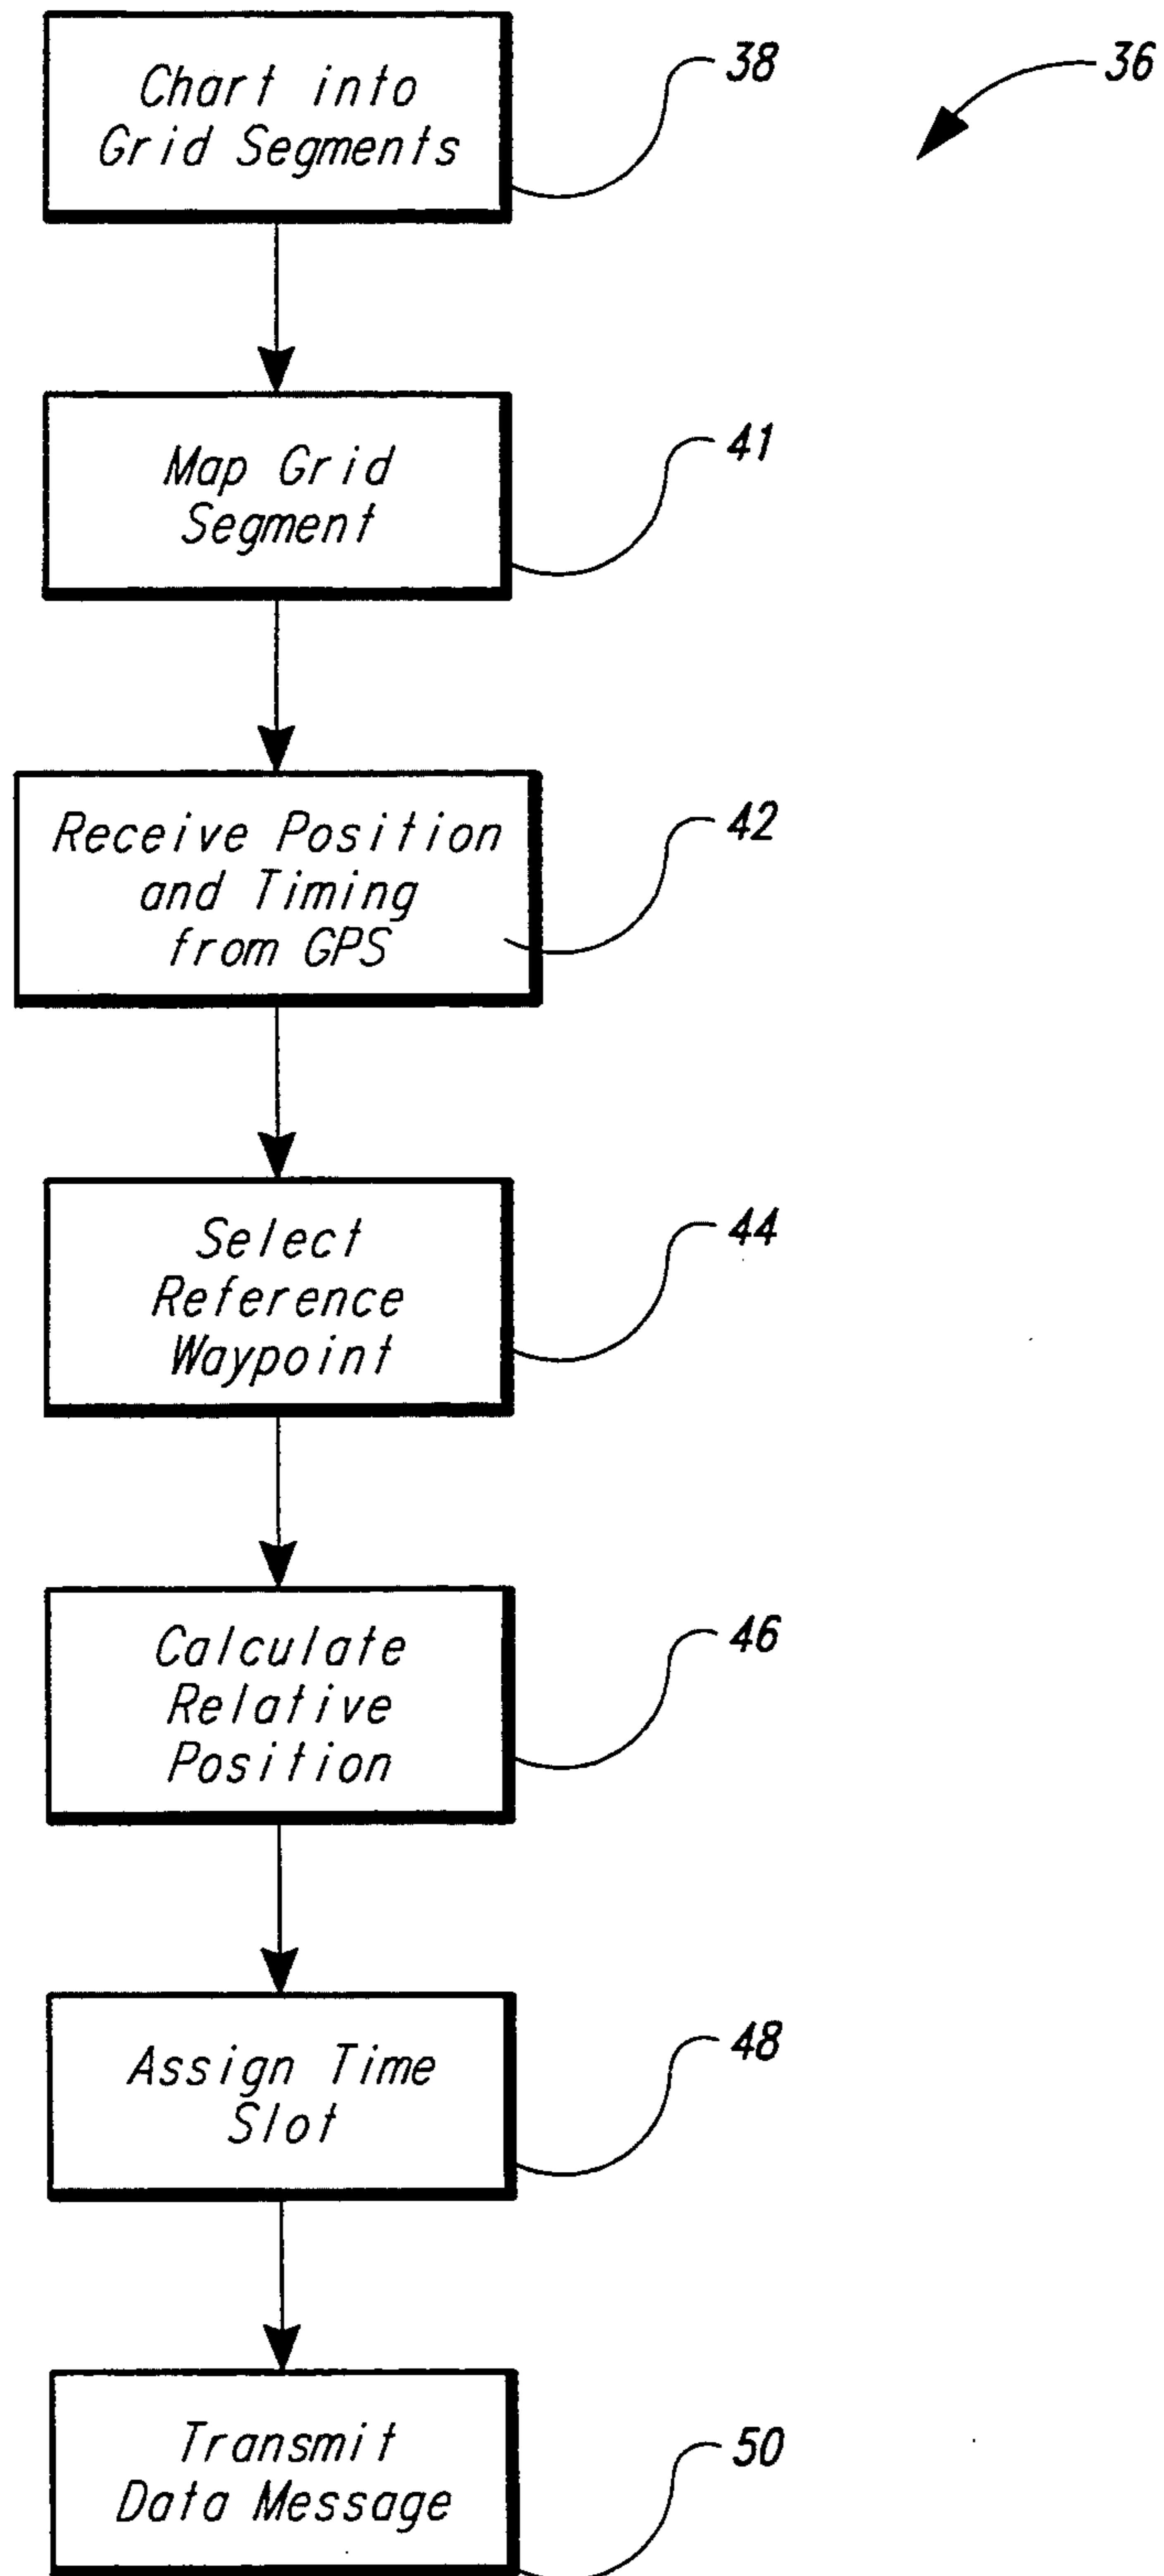 Chart into
Grid Segments
38
36
Map Grid
Segment
41
Receive Position
and Timing
from GPS
42
Select
Reference
Waypoint
44
Calculate
Relative
Position
46
Assign Time
Slot
48
Transmit
Data Message
50